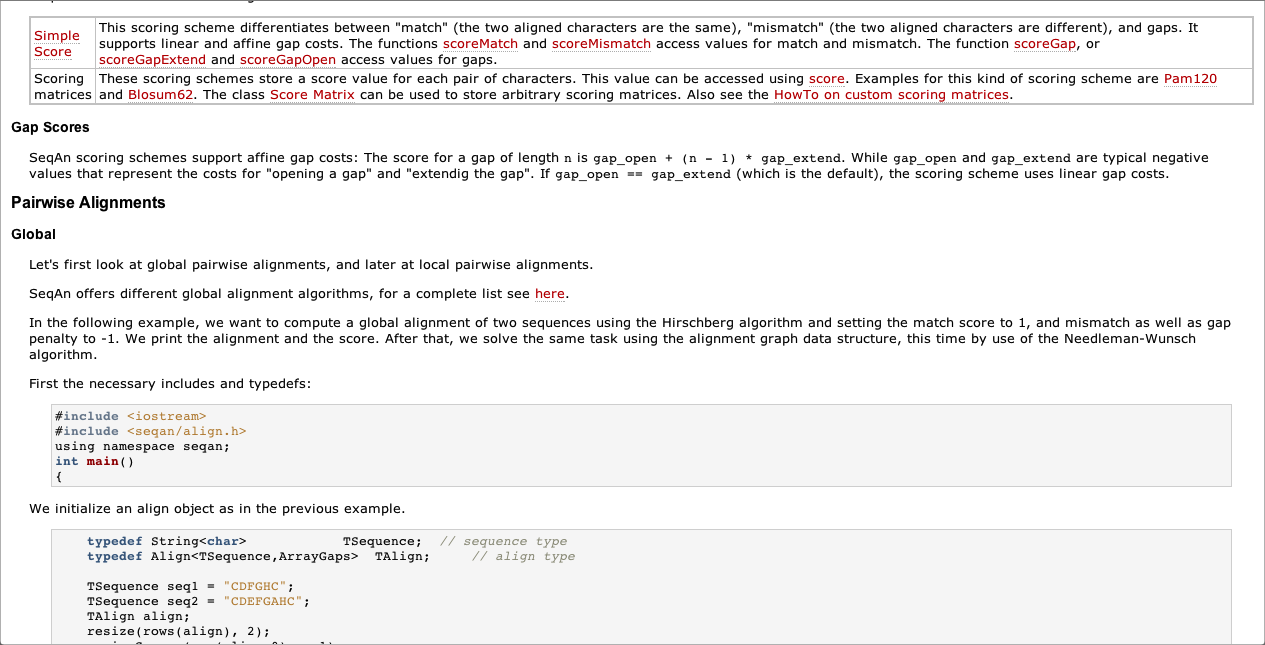 Simple Score
This scoring scheme differentiates between "match" (the two aligned characters are the same), "mismatch" (the two aligned characters are different), and gaps. It
supports linear and affine gap costs. The functions scoreMatch and scoreMismatch access values for match and mismatch. The function scoreGap, or
scoreGapExtend and scoreGapOpen access values for gaps.
Scoring matrices
These scoring schemes store a score value for each pair of characters. This value can be accessed using score. Examples for this kind of scoring scheme are Pam120
and Blosum62. The class Score Matrix can be used to store arbitrary scoring matrices. Also see the HowTo on custom scoring matrices.
Gap Scores
SeqAn scoring schemes support affine gap costs: The score for a gap of length n is gap_open + (n - 1) * gap_extend. While gap_open and gap_extend are typical negative
values that represent the costs for "opening a gap" and "extendig the gap". If gap_open == gap_extend (which is the default), the scoring scheme uses linear gap costs.
Pairwise Alignments
Global
Let's first look at global pairwise alignments, and later at local pairwise alignments.
SeqAn offers different global alignment algorithms, for a complete list see here.
In the following example, we want to compute a global alignment of two sequences using the Hirschberg algorithm and setting the match score to 1, and mismatch as well as gap
penalty to -1. We print the alignment and the score. After that, we solve the same task using the alignment graph data structure, this time by use of the Needleman-Wunsch
algorithm.
First the necessary includes and typedefs:
#include <iostream>
#include <seqan/align.h>
using namespace seqan;
int main()
{
We initialize an align object as in the previous example.
typedef String<char> TSequence; // sequence type
typedef Align<TSequence,ArrayGaps> TAlign; // align type
TSequence seq1 = "CDFGHC";
TSequence seq2 = "CDEFGAHC";
TAlign align;
resize(rows(align), 2);